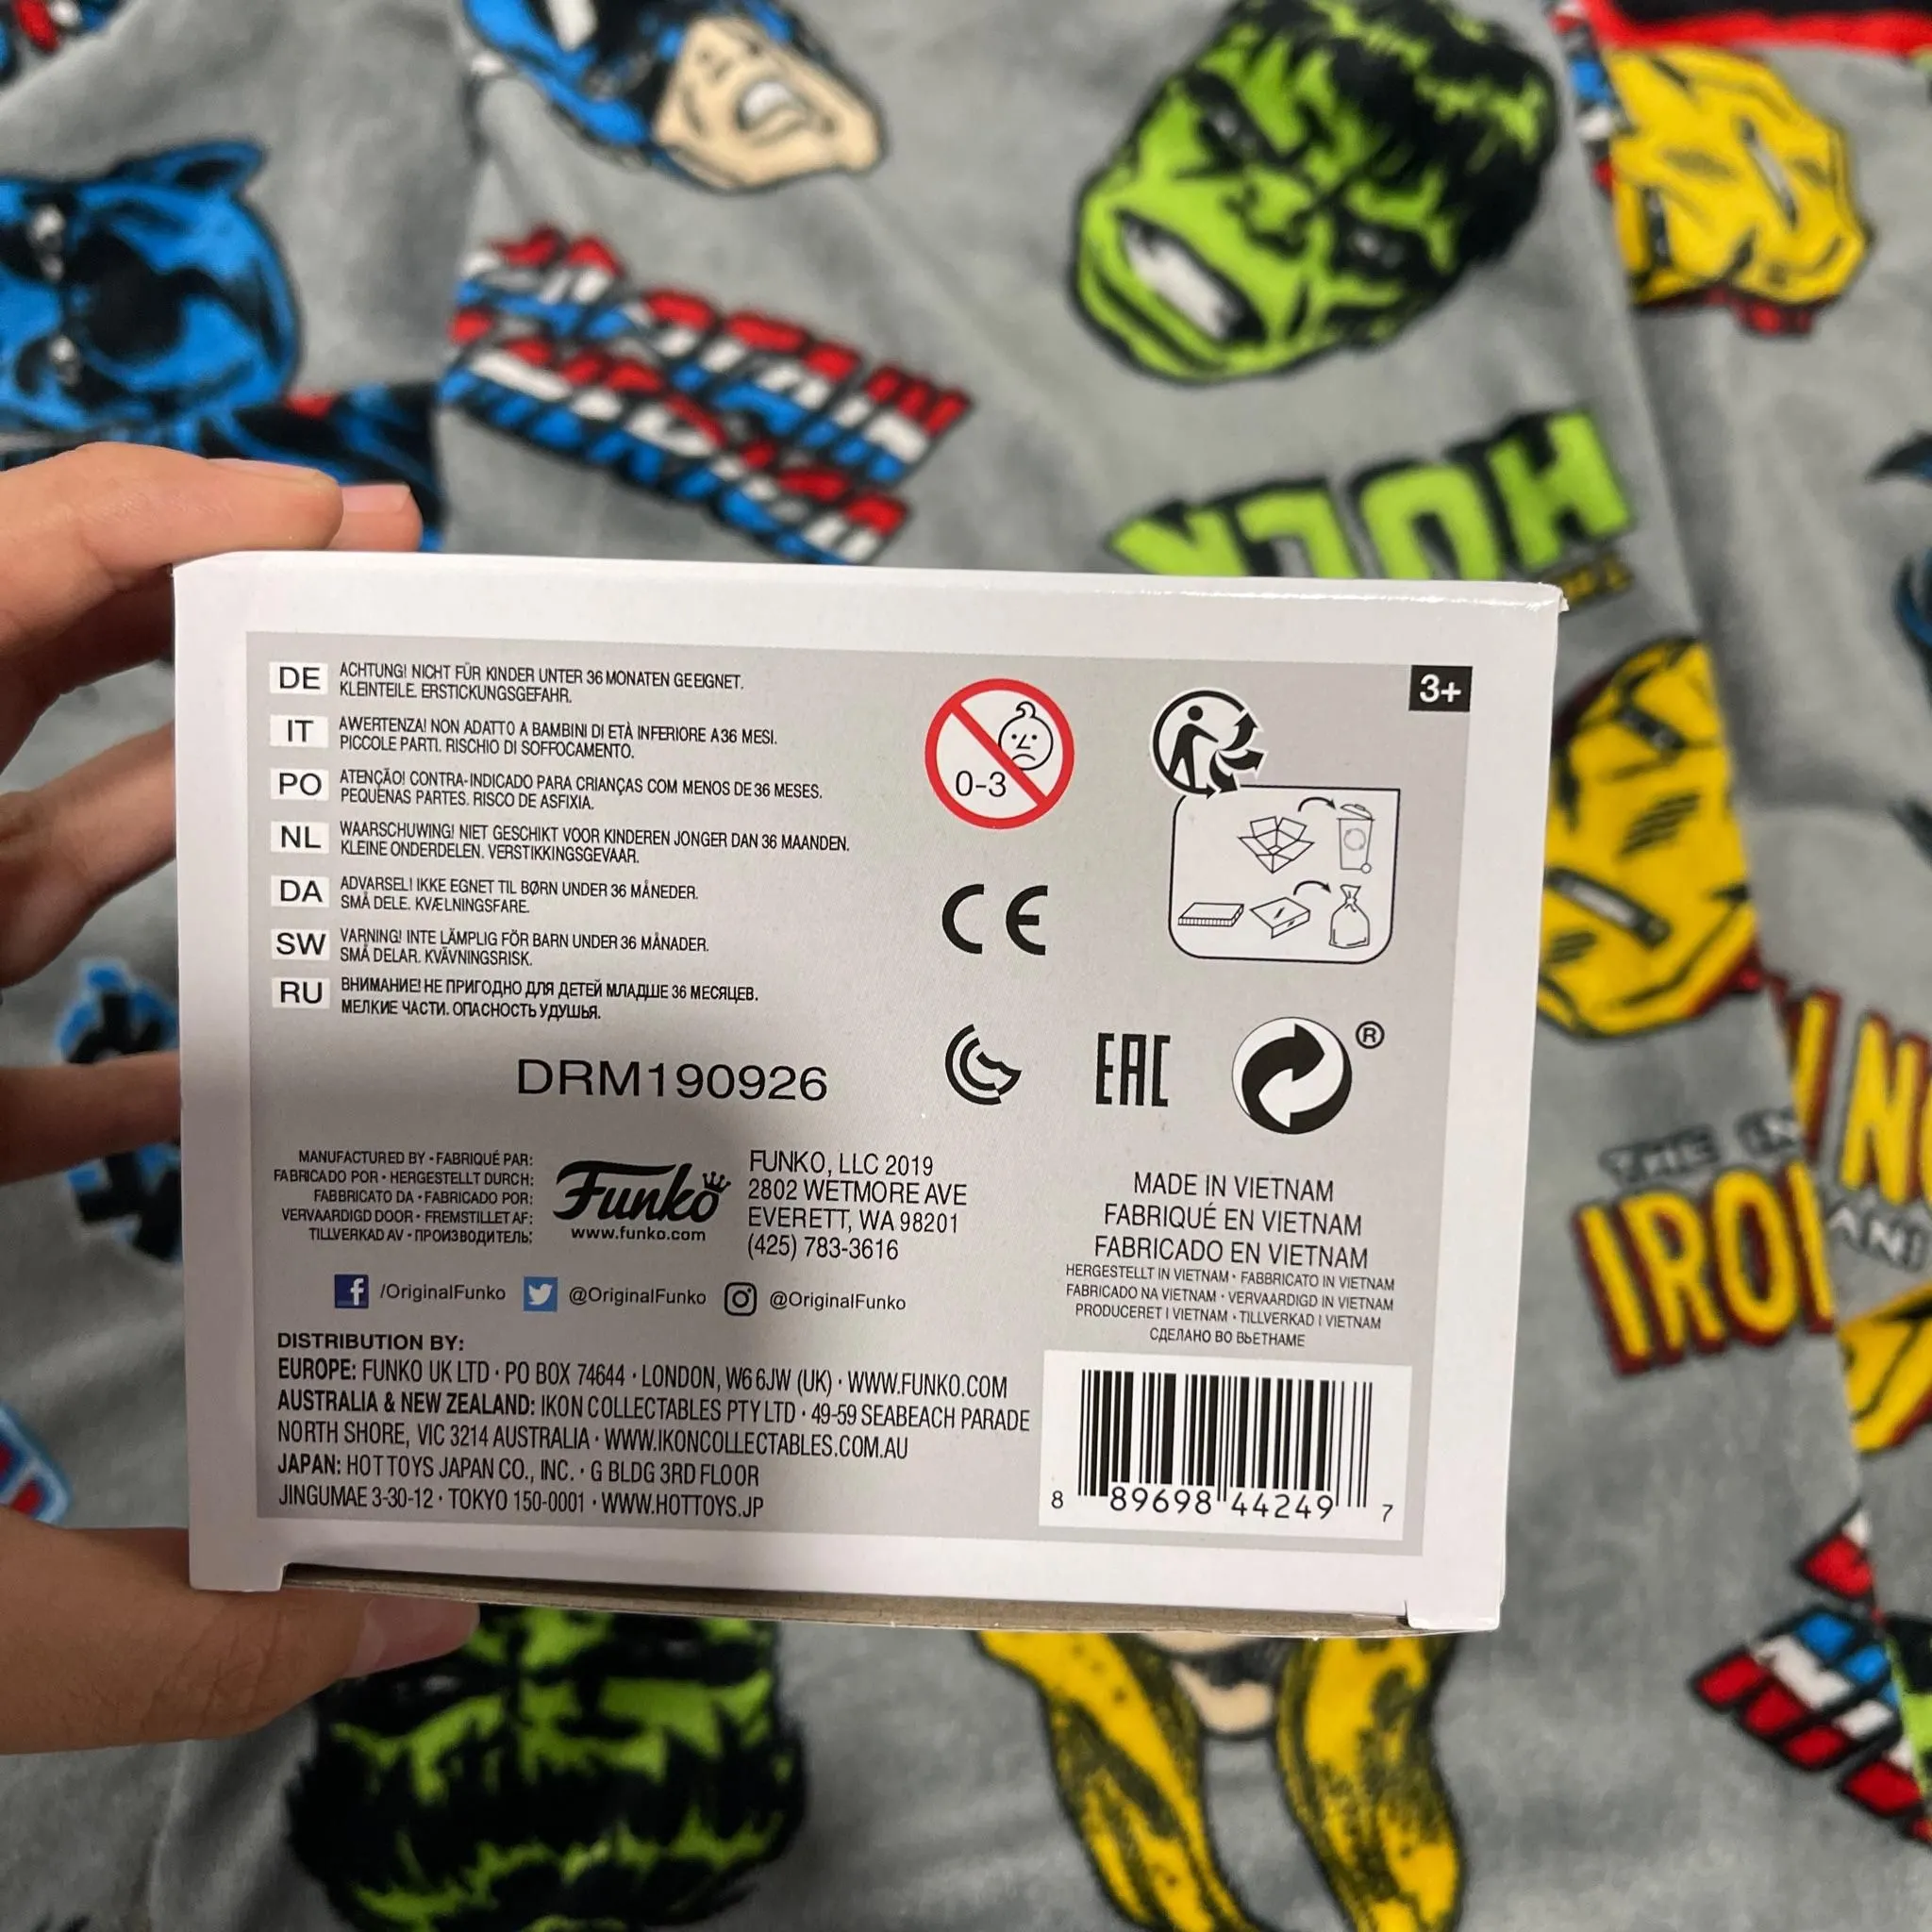 HULK
3+
DE ACHTUNG! NICHT FÜR KINDER UNTER 36 MONATEN GEEIGNET.
KLEINTEILE. ERSTICKUNGSGEFAHR.
IT AWERTENZA! NON ADATTO A BAMBINI DI ETÀ INFERIORE A 36 MESI.
PICCOLE PARTI. RISCHIO DI SOFFOCAMENTO.
PO ATENÇÃO! CONTRA-INDICADO PARA CRIANÇAS COM MENOS DE 36 MESES.
PEQUENAS PARTES. RISCO DE ASFIXIA.
NL WAARSCHUWING! NIET GESCHIKT VOOR KINDEREN JONGER DAN 36 MAANDEN.
KLEINE ONDERDELEN. VERSTIKKINGSGEVAAR.
DA ADVARSEL! IKKE EGNET TIL BØRN UNDER 36 MÅNEDER.
SMÅ DELE. KVÆLNINGSFARE.
SW VARNING! INTE LÄMPLIG FÖR BARN UNDER 36 MÅNADER.
SMÅ DELAR. KVÄVNINGSRISK.
RU ВНИМАНИЕ! НЕ ПРИГОДНО ДЛЯ ДЕТЕЙ МЛАДШЕ 36 МЕСЯЦЕВ.
МЕЛКИЕ ЧАСТИ. ОПАСНОСТЬ УДУШЬЯ.
0-3
CE
EAC
®
DRM190926
MANUFACTURED BY • FABRIQUÉ PAR:
FABRICADO POR • HERGESTELLT DURCH:
FABBRICATO DA • FABRICADO POR:
VERVAARDIGD DOOR • FREMSTILLET AF:
TILLVERKAD AV • ПРОИЗВОДИТЕЛЬ:
Funko
www.funko.com
FUNKO, LLC 2019
2802 WETMORE AVE
EVERETT, WA 98201
(425) 783-3616
/OriginalFunko @OriginalFunko @OriginalFunko
MADE IN VIETNAM
FABRIQUÉ EN VIETNAM
FABRICADO EN VIETNAM
HERGESTELLT IN VIETNAM • FABBRICATO IN VIETNAM
FABRICADO NA VIETNAM • VERVAARDIGD IN VIETNAM
PRODUCERET I VIETNAM • TILLVERKAD I VIETNAM
СДЕЛАНО ВО ВЬЕТНАМЕ
DISTRIBUTION BY:
EUROPE: FUNKO UK LTD • PO BOX 74644 • LONDON, W6 6JW (UK) • WWW.FUNKO.COM
AUSTRALIA & NEW ZEALAND: IKON COLLECTABLES PTY LTD • 49-59 SEABEACH PARADE
NORTH SHORE, VIC 3214 AUSTRALIA • WWW.IKONCOLLECTABLES.COM.AU
JAPAN: HOT TOYS JAPAN CO., INC. • G BLDG 3RD FLOOR
JINGUMAE 3-30-12 • TOKYO 150-0001 • WWW.HOTTOYS.JP
8 89698 44249 7
THE
IRO